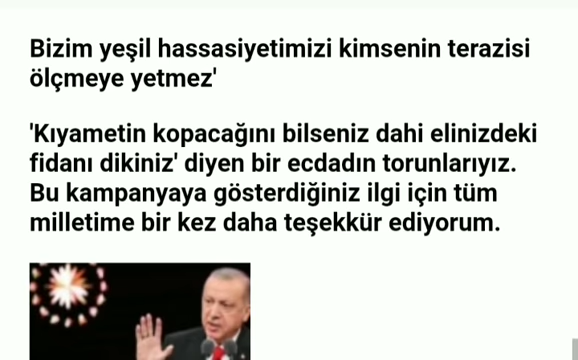 Bizim yeşil hassasiyetimizi kimsenin terazisi
ölçmeye yetmez'
'Kıyametin kopacağını bilseniz dahi elinizdeki
fidanı dikiniz' diyen bir ecdadın torunlarıyız.
Bu kampanyaya gösterdiğiniz ilgi için tüm
milletime bir kez daha teşekkür ediyorum.